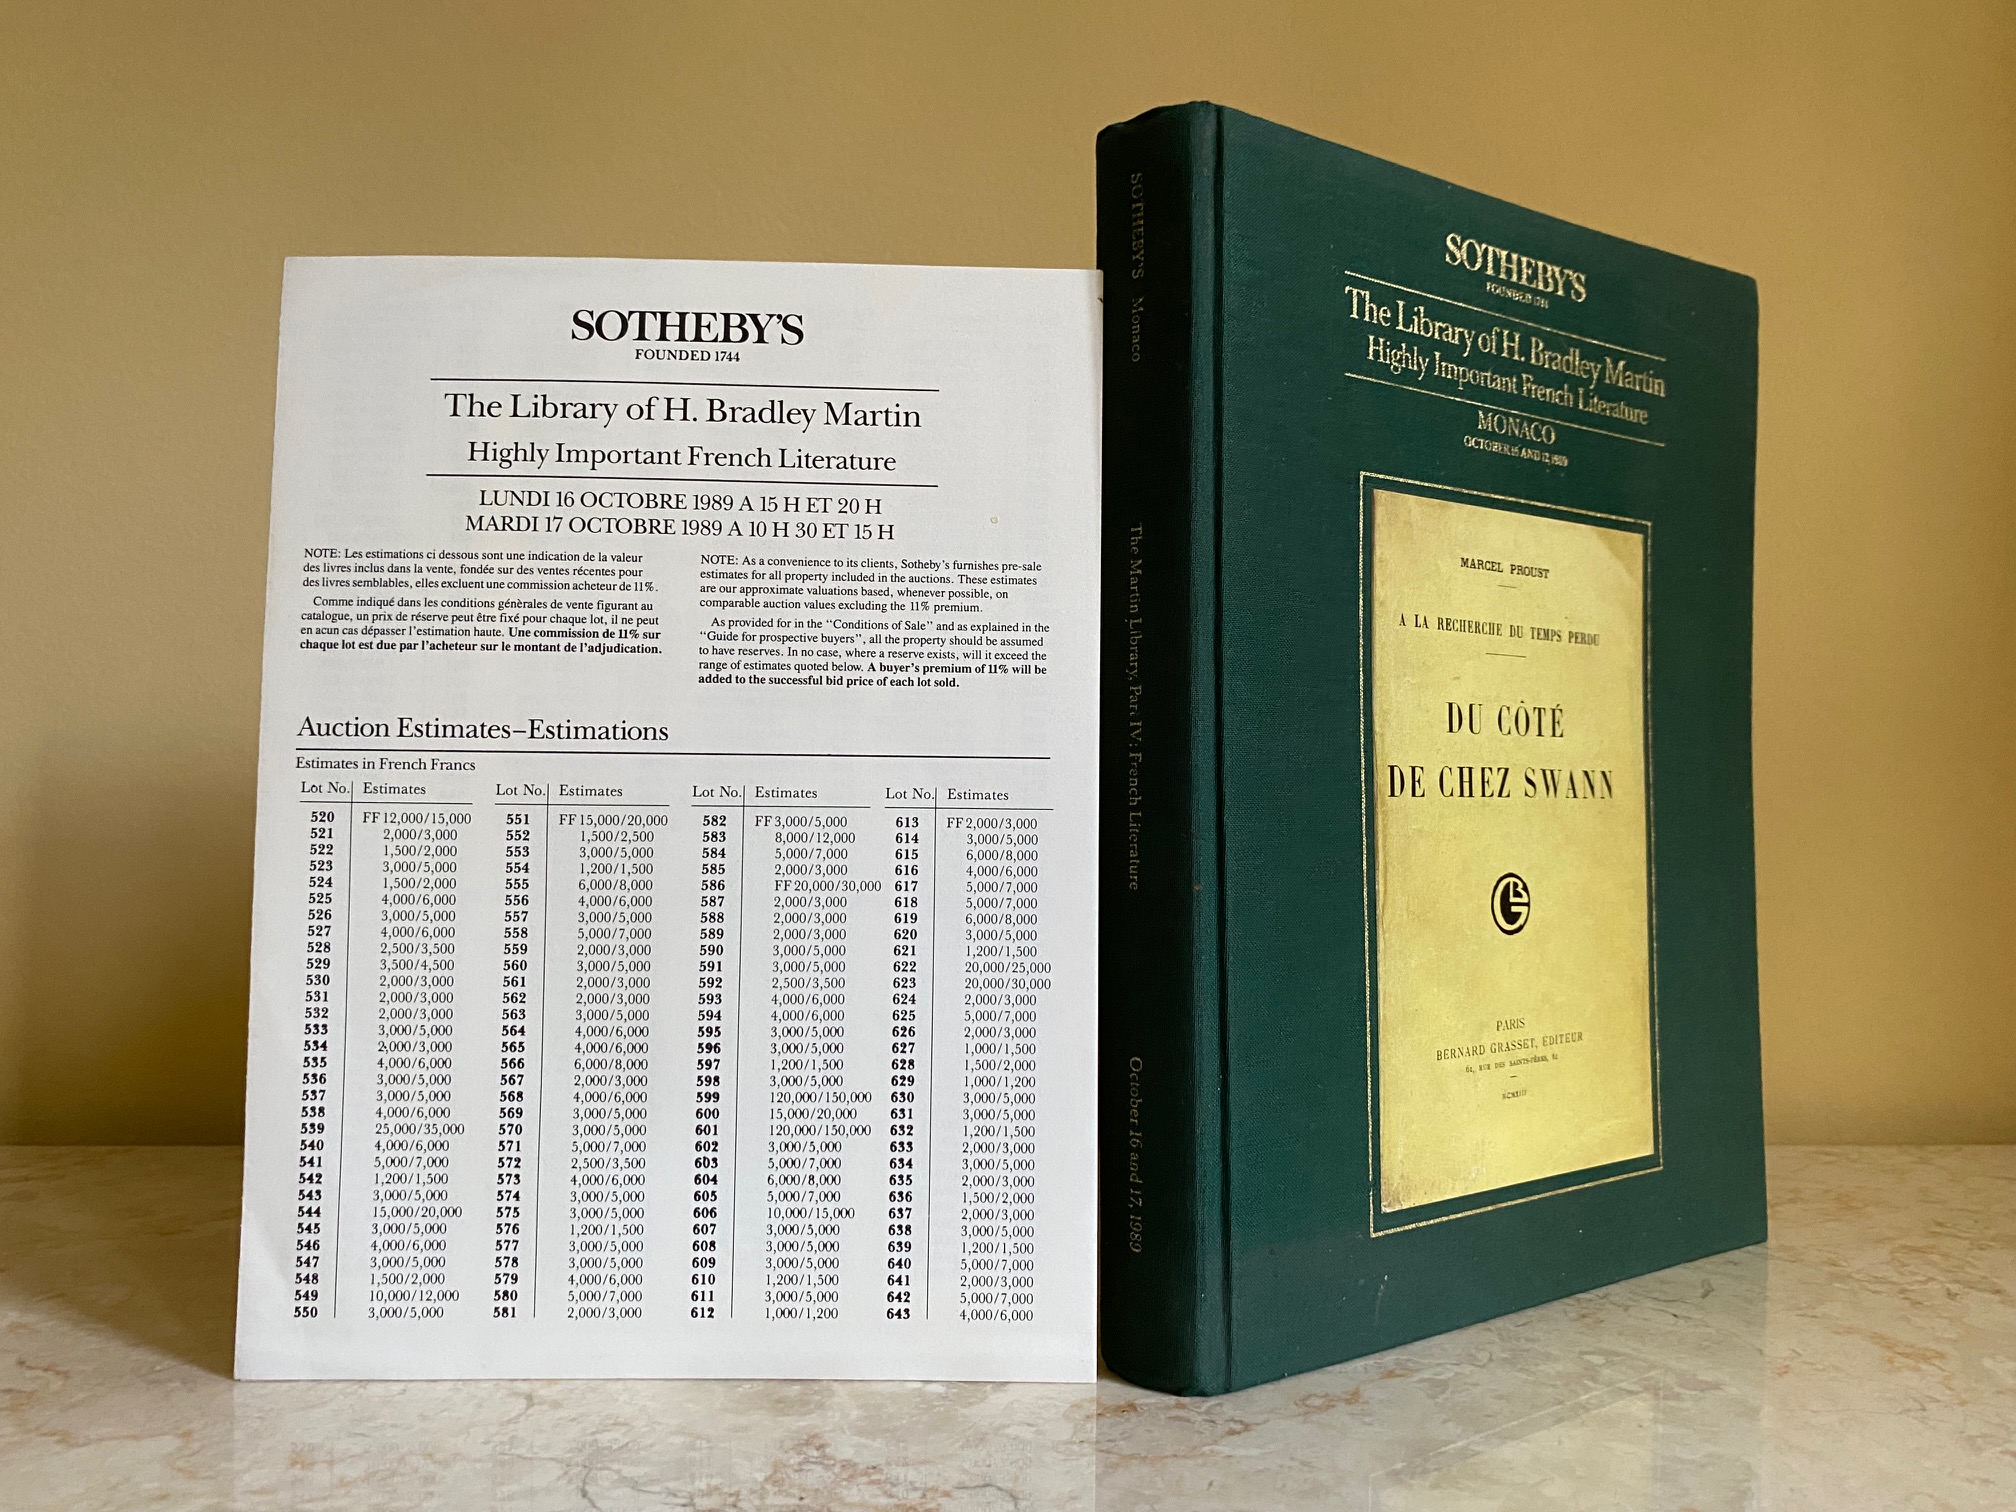 SOTHEBY'S
FOUNDED 1744
The Library of H. Bradley Martin
Highly Important French Literature
LUNDI 16 OCTOBRE 1989 A 15 H ET 20 H
MARDI 17 OCTOBRE 1989 A 10 H 30 ET 15 H
NOTE: Les estimations ci dessous sont une indication de la valeur
des livres inclus dans la vente, fondée sur des ventes récentes pour
des livres semblables, elles excluent une commission acheteur de 11%.
Comme indiqué dans les conditions génèrales de vente figurant au
catalogue, un prix de réserve peut être fixé pour chaque lot, il ne peut
en acun cas dépasser l'estimation haute. Une commission de 11% sur
chaque lot est due par l'acheteur sur le montant de l'adjudication.
NOTE: As a convenience to its clients, Sotheby's furnishes pre-sale
estimates for all property included in the auctions. These estimates
are our approximate valuations based, whenever possible, on
comparable auction values excluding the 11% premium.
As provided for in the "Conditions of Sale" and as explained in the
"Guide for prospective buyers", all the property should be assumed
to have reserves. In no case, where a reserve exists, will it exceed the
range of estimates quoted below. A buyer's premium of 11% will be
added to the successful bid price of each lot sold.
Auction Estimates–Estimations
Estimates in French Francs
Lot No. Estimates
520 FF 12,000/15,000
521 2,000/3,000
522 1,500/2,000
523 3,000/5,000
524 1,500/2,000
525 4,000/6,000
526 3,000/5,000
527 4,000/6,000
528 2,500/3,500
529 3,500/4,500
530 2,000/3,000
531 2,000/3,000
532 2,000/3,000
533 3,000/5,000
534 2,000/3,000
535 4,000/6,000
536 3,000/5,000
537 3,000/5,000
538 4,000/6,000
539 25,000/35,000
540 4,000/6,000
541 5,000/7,000
542 1,200/1,500
543 3,000/5,000
544 15,000/20,000
545 3,000/5,000
546 4,000/6,000
547 3,000/5,000
548 1,500/2,000
549 10,000/12,000
550 3,000/5,000
Lot No. Estimates
551 FF 15,000/20,000
552 1,500/2,500
553 3,000/5,000
554 1,200/1,500
555 6,000/8,000
556 4,000/6,000
557 3,000/5,000
558 5,000/7,000
559 2,000/3,000
560 3,000/5,000
561 2,000/3,000
562 2,000/3,000
563 3,000/5,000
564 4,000/6,000
565 4,000/6,000
566 6,000/8,000
567 2,000/3,000
568 4,000/6,000
569 3,000/5,000
570 3,000/5,000
571 5,000/7,000
572 2,500/3,500
573 4,000/6,000
574 3,000/5,000
575 3,000/5,000
576 1,200/1,500
577 3,000/5,000
578 3,000/5,000
579 4,000/6,000
580 5,000/7,000
581 2,000/3,000
Lot No. Estimates
582 FF 3,000/5,000
583 8,000/12,000
584 5,000/7,000
585 2,000/3,000
586 FF 20,000/30,000
587 2,000/3,000
588 2,000/3,000
589 2,000/3,000
590 3,000/5,000
591 3,000/5,000
592 2,500/3,500
593 4,000/6,000
594 4,000/6,000
595 3,000/5,000
596 3,000/5,000
597 1,200/1,500
598 3,000/5,000
599 120,000/150,000
600 15,000/20,000
601 120,000/150,000
602 3,000/5,000
603 5,000/7,000
604 6,000/8,000
605 5,000/7,000
606 10,000/15,000
607 3,000/5,000
608 3,000/5,000
609 3,000/5,000
610 1,200/1,500
611 3,000/5,000
612 1,000/1,200
Lot No. Estimates
613 FF 2,000/3,000
614 3,000/5,000
615 6,000/8,000
616 4,000/6,000
617 5,000/7,000
618 5,000/7,000
619 6,000/8,000
620 3,000/5,000
621 1,200/1,500
622 20,000/25,000
623 20,000/30,000
624 2,000/3,000
625 5,000/7,000
626 2,000/3,000
627 1,000/1,500
628 1,500/2,000
629 1,000/1,200
630 3,000/5,000
631 3,000/5,000
632 1,200/1,500
633 2,000/3,000
634 3,000/5,000
635 2,000/3,000
636 1,500/2,000
637 2,000/3,000
638 3,000/5,000
639 1,200/1,500
640 5,000/7,000
641 2,000/3,000
642 5,000/7,000
643 4,000/6,000
SOTHEBY'S Monaco The Martin Library, Part IV: French Literature October 16 and 17, 1989
SOTHEBY'S
FOUNDED 1744
The Library of H. Bradley Martin
Highly Important French Literature
MONACO
OCTOBER 16 AND 17, 1989
MARCEL PROUST
A LA RECHERCHE DU TEMPS PERDU
DU CÔTÉ
DE CHEZ SWANN
BG
PARIS
BERNARD GRASSET, ÉDITEUR
61, RUE DES SAINTS-PÈRES, 61
MCMXIII